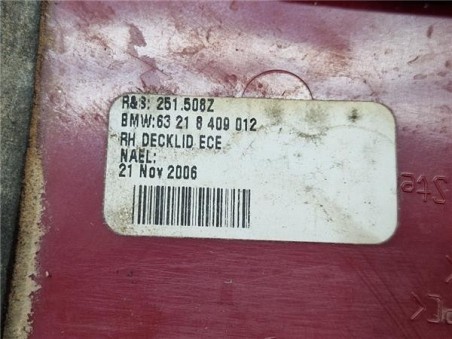 R&S: 251.508Z
BMW:63 21 8 409 012
RH DECKLID ECE
NAEL:
21 Nov 2006